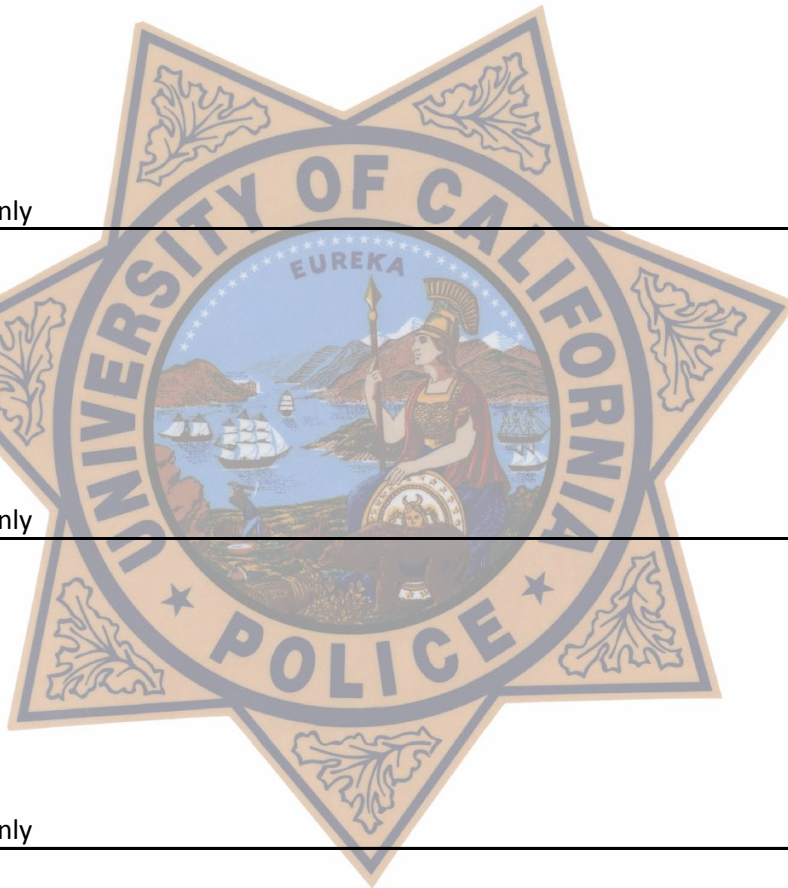 UNIVERSITY OF CALIFORNIA
EUREKA
nly
nly
POLICE
nly